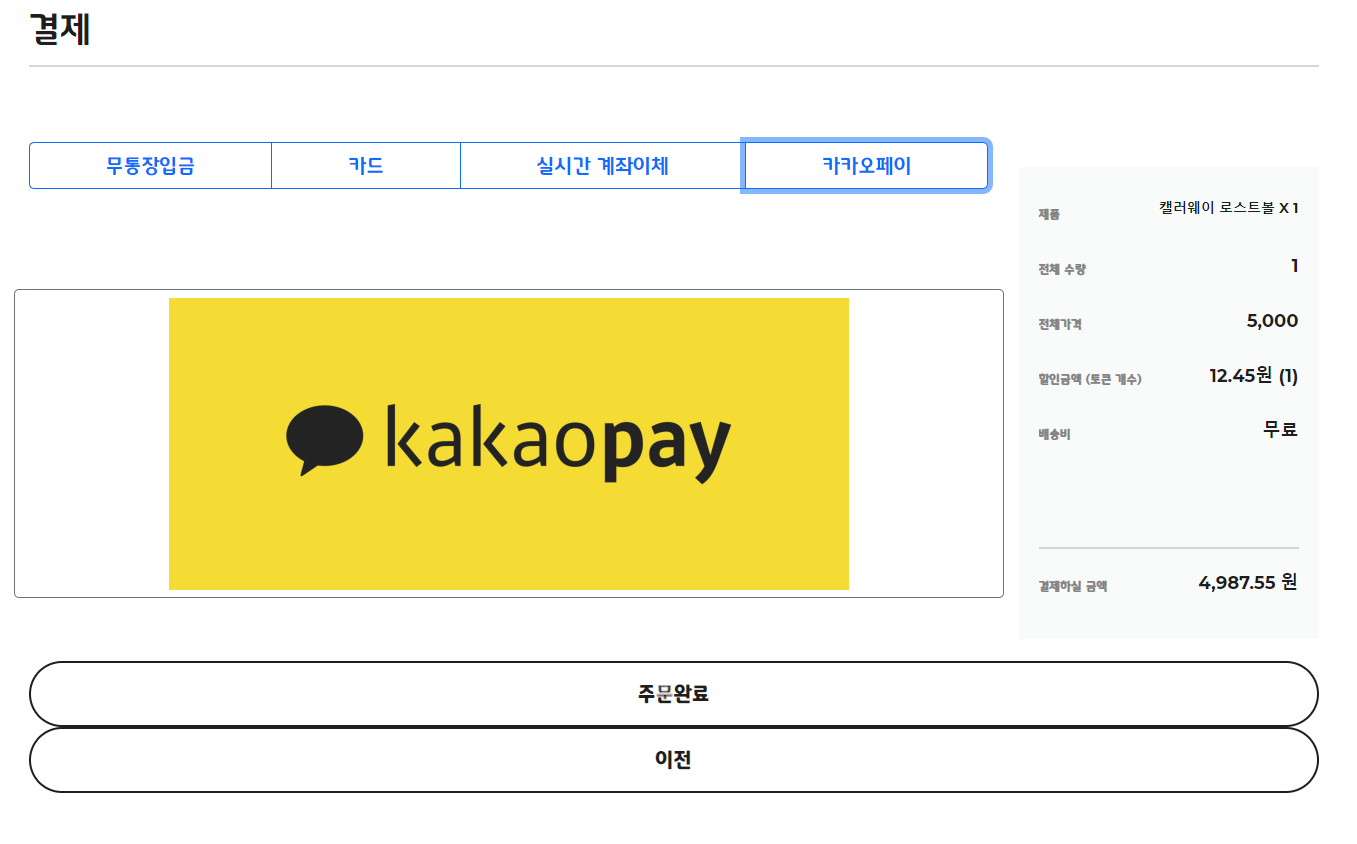 결제
무통장입금 카드 실시간 계좌이체 카카오페이
kakaopay
제품 캘러웨이 로스트볼 X 1
전체 수량 1
전체가격 5,000
할인금액 (토큰 개수) 12.45원 (1)
배송비 무료
결제하실 금액 4,987.55 원
주문완료
이전